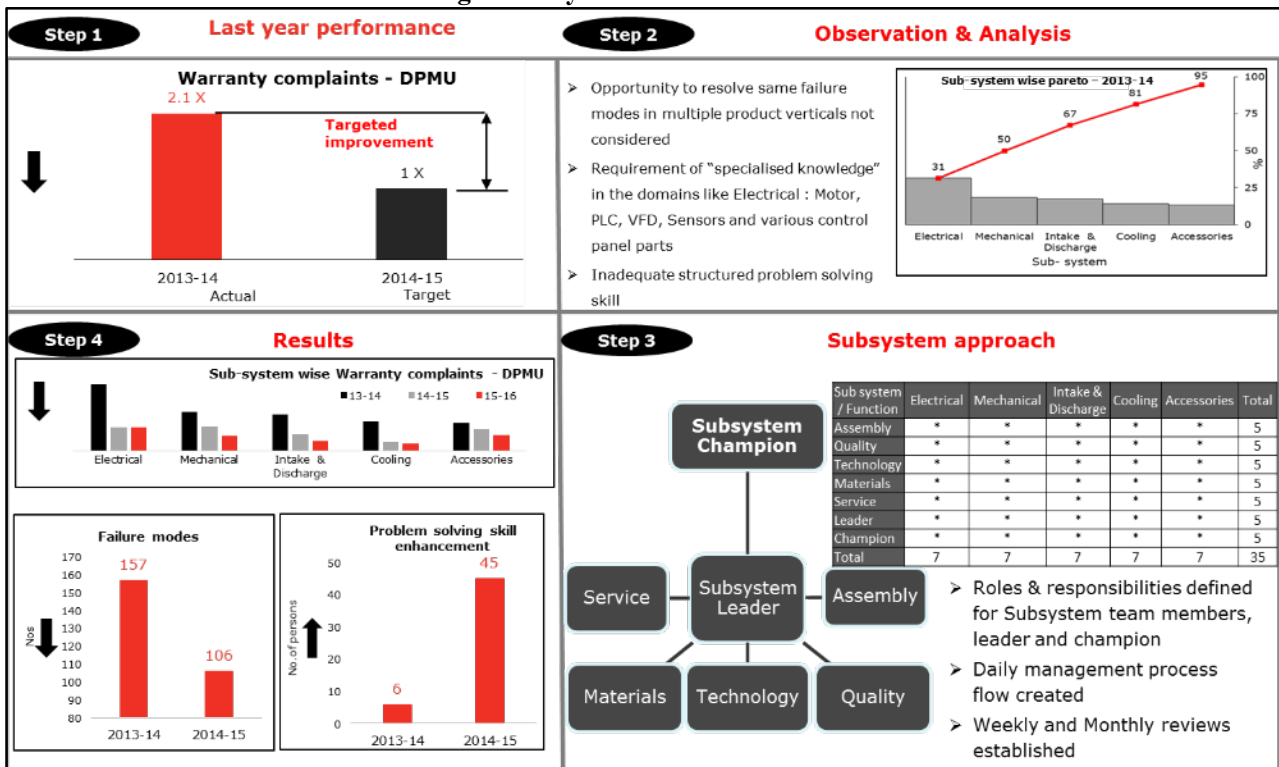 Step 1
Last year performance
Warranty complaints - DPMU
2.1 X
Targeted
improvement
1 X
2013-14
Actual
2014-15
Target
Step 2
Observation & Analysis
➢ Opportunity to resolve same failure
modes in multiple product verticals not
considered
➢ Requirement of “specialised knowledge”
in the domains like Electrical : Motor,
PLC, VFD, Sensors and various control
panel parts
➢ Inadequate structured problem solving
skill
Sub-system wise pareto – 2013-14
31
50
67
81
95
100
75
50
25
0
%
Electrical
Mechanical
Intake &
Discharge
Cooling
Accessories
Sub- system
Step 4
Results
Sub-system wise Warranty complaints - DPMU
13-14 14-15 15-16
Electrical
Mechanical
Intake &
Discharge
Cooling
Accessories
Failure modes
Nos
170
160
150
140
130
120
110
100
90
80
157
106
2013-14 2014-15
Problem solving skill
enhancement
No.of persons
50
40
30
20
10
0
6
45
2013-14 2014-15
Step 3
Subsystem approach
Subsystem
Champion
Subsystem
Leader
Service
Assembly
Materials
Technology
Quality
Sub system
/ Function
Electrical
Mechanical
Intake &
Discharge
Cooling
Accessories
Total
Assembly * * * * * 5
Quality * * * * * 5
Technology * * * * * 5
Materials * * * * * 5
Service * * * * * 5
Leader * * * * * 5
Champion * * * * * 5
Total 7 7 7 7 7 35
➢ Roles & responsibilities defined
for Subsystem team members,
leader and champion
➢ Daily management process
flow created
➢ Weekly and Monthly reviews
established